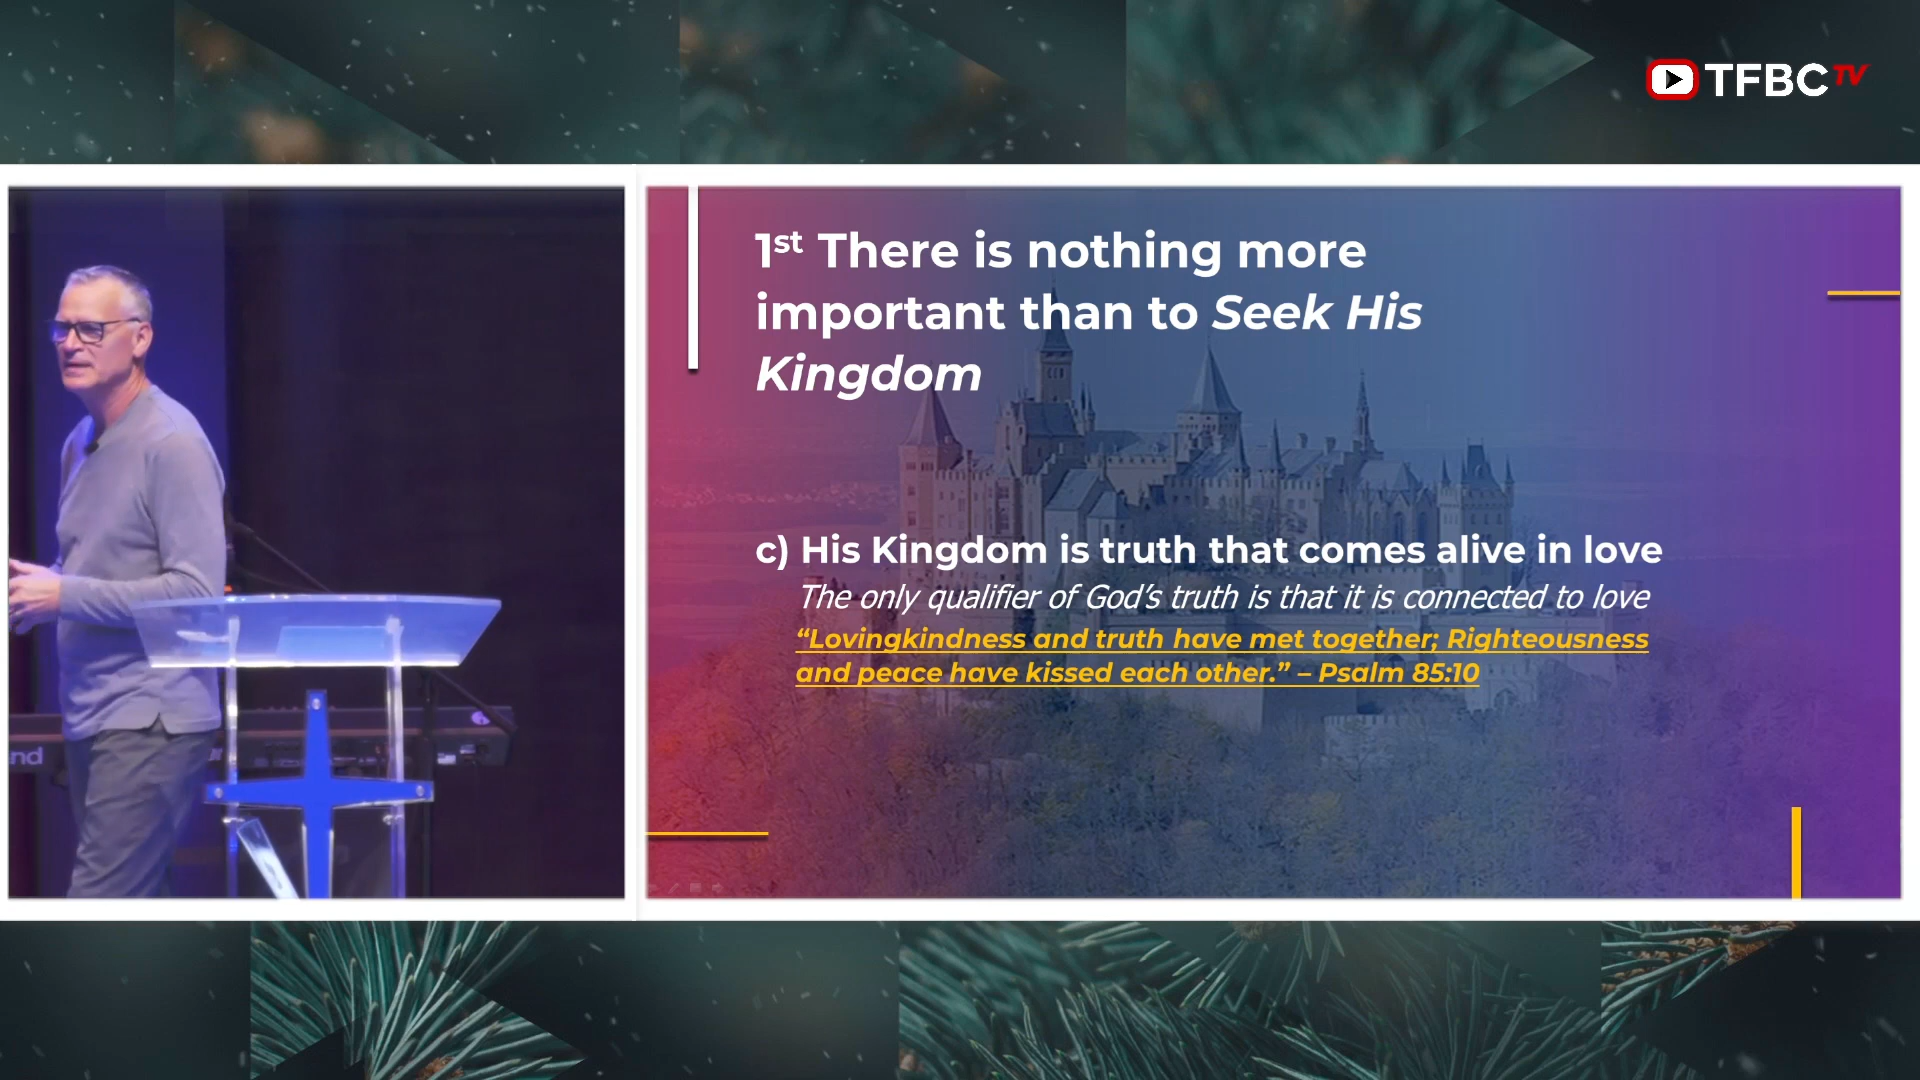 TFBC TV
1st There is nothing more
important than to Seek His
Kingdom
c) His Kingdom is truth that comes alive in love
The only qualifier of God's truth is that it is connected to love
“Lovingkindness and truth have met together; Righteousness
and peace have kissed each other.” – Psalm 85:10
nd